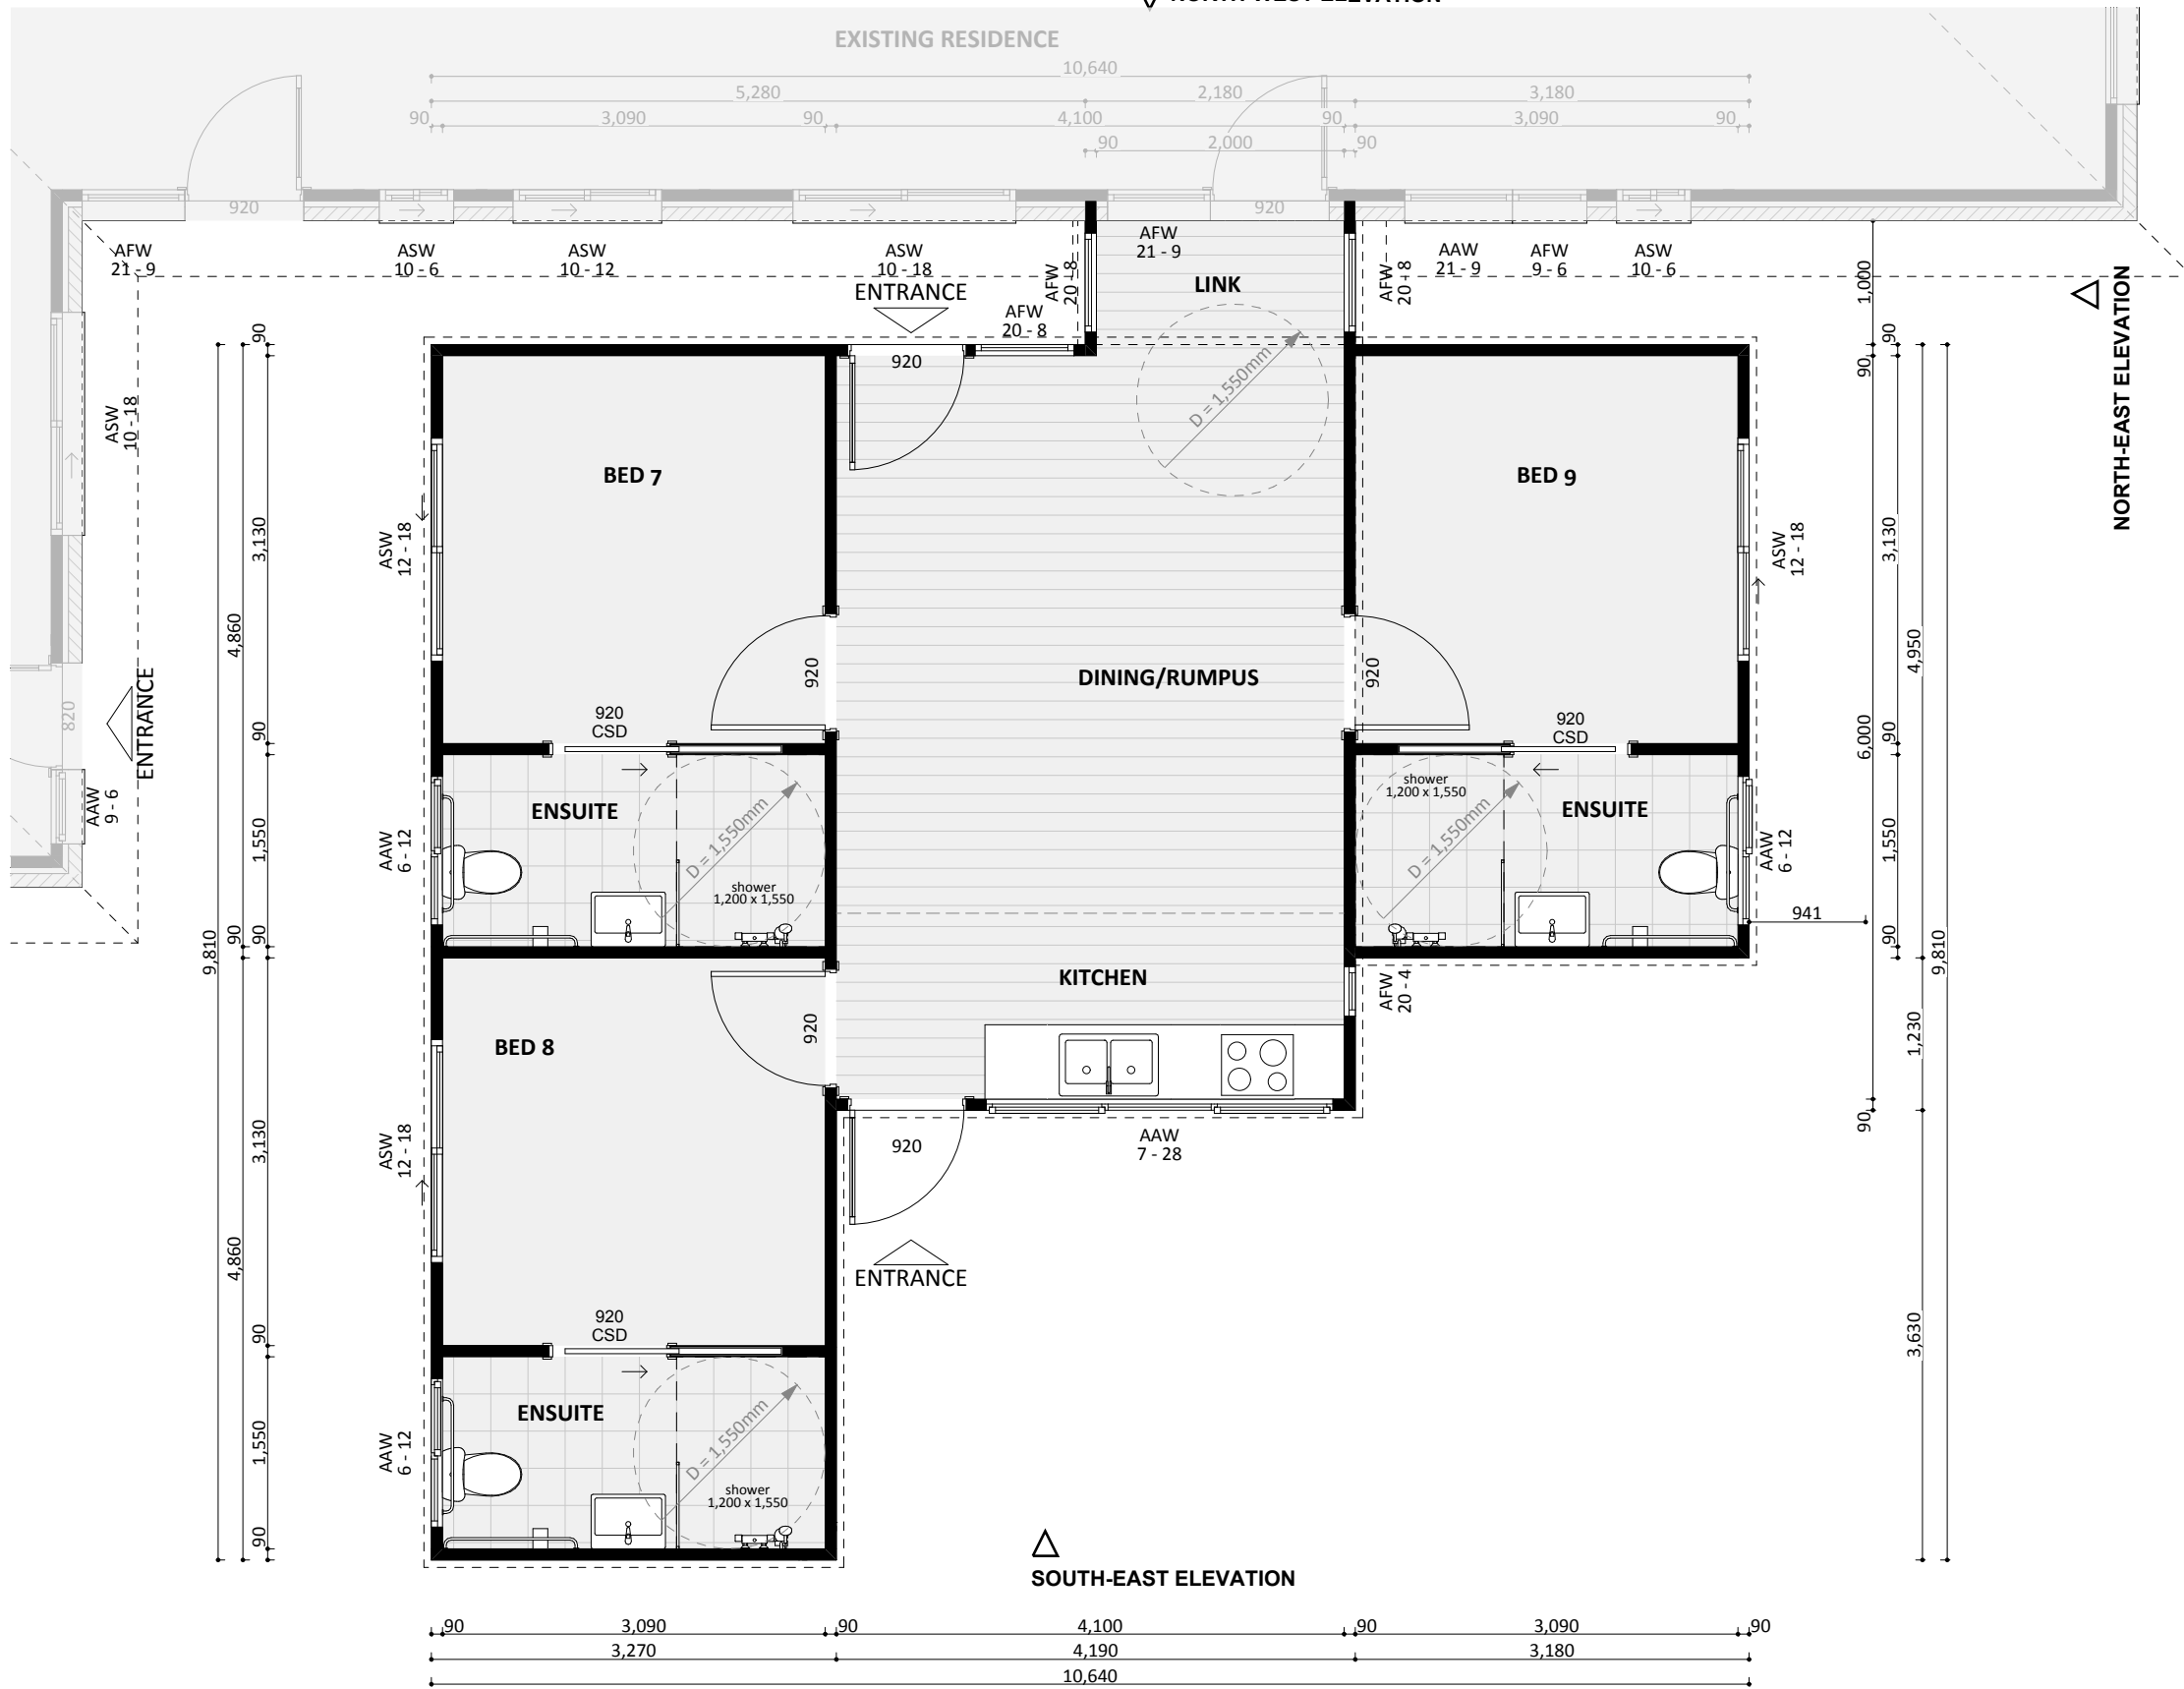 NORTH-WEST ELEVATION
EXISTING RESIDENCE
10,640
5,280
2,180
3,180
90
3,090
90
4,100
90
3,090
90
90
2,000
90
920
920
AFW
21 - 9
ASW
10 - 6
ASW
10 - 12
ASW
10 - 18
AFW
20 - 8
AFW
21 - 9
LINK
AFW
20 - 8
AAW
21 - 9
AFW
9 - 6
ASW
10 - 6
1,000
NORTH-EAST ELEVATION
ENTRANCE
AFW
20 - 8
90
90
90
920
D = 1,550mm
ASW
10 - 18
BED 7
BED 9
ASW
12 - 18
ASW
12 - 18
3,130
3,130
4,860
4,950
DINING/RUMPUS
920
920
ENTRANCE
820
920
CSD
920
CSD
90
6,000
90
AAW
9 - 6
ENSUITE
D = 1,550mm
shower
1,200 x 1,550
shower
1,200 x 1,550
D = 1,550mm
ENSUITE
AAW
6 - 12
AAW
6 - 12
1,550
1,550
941
9,810
90
90
90
9,810
KITCHEN
AFW
20 - 4
BED 8
920
1,230
90
920
AAW
7 - 28
ASW
12 - 18
3,130
4,860
ENTRANCE
920
CSD
90
3,630
ENSUITE
D = 1,550mm
shower
1,200 x 1,550
AAW
6 - 12
1,550
90
SOUTH-EAST ELEVATION
90
3,090
90
4,100
90
3,090
90
3,270
4,190
3,180
10,640